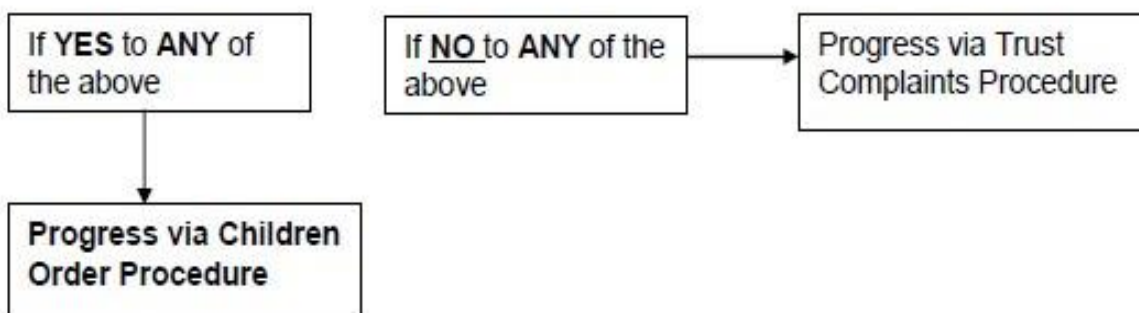 If YES to ANY of
the above
If NO to ANY of the
above
Progress via Trust
Complaints Procedure
Progress via Children
Order Procedure